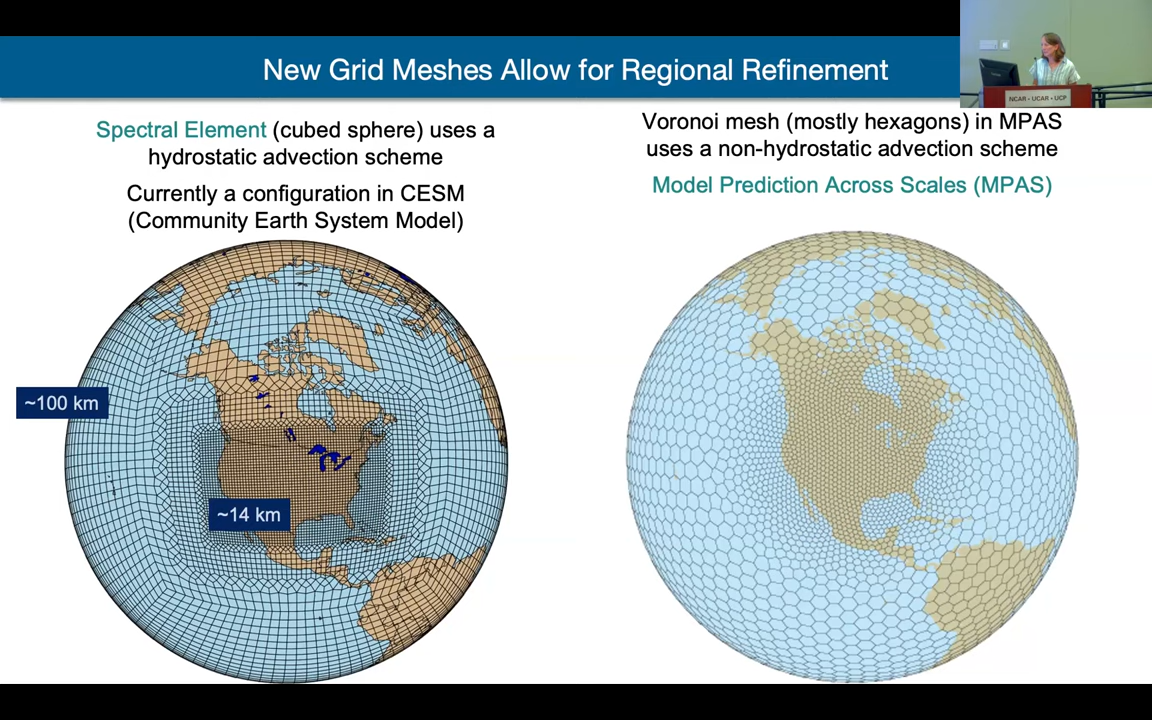 New Grid Meshes Allow for Regional Refinement
Spectral Element (cubed sphere) uses a
hydrostatic advection scheme
Currently a configuration in CESM
(Community Earth System Model)
~100 km
~14 km
Voronoi mesh (mostly hexagons) in MPAS
uses a non-hydrostatic advection scheme
Model Prediction Across Scales (MPAS)
NCAR • UCAR • UCP